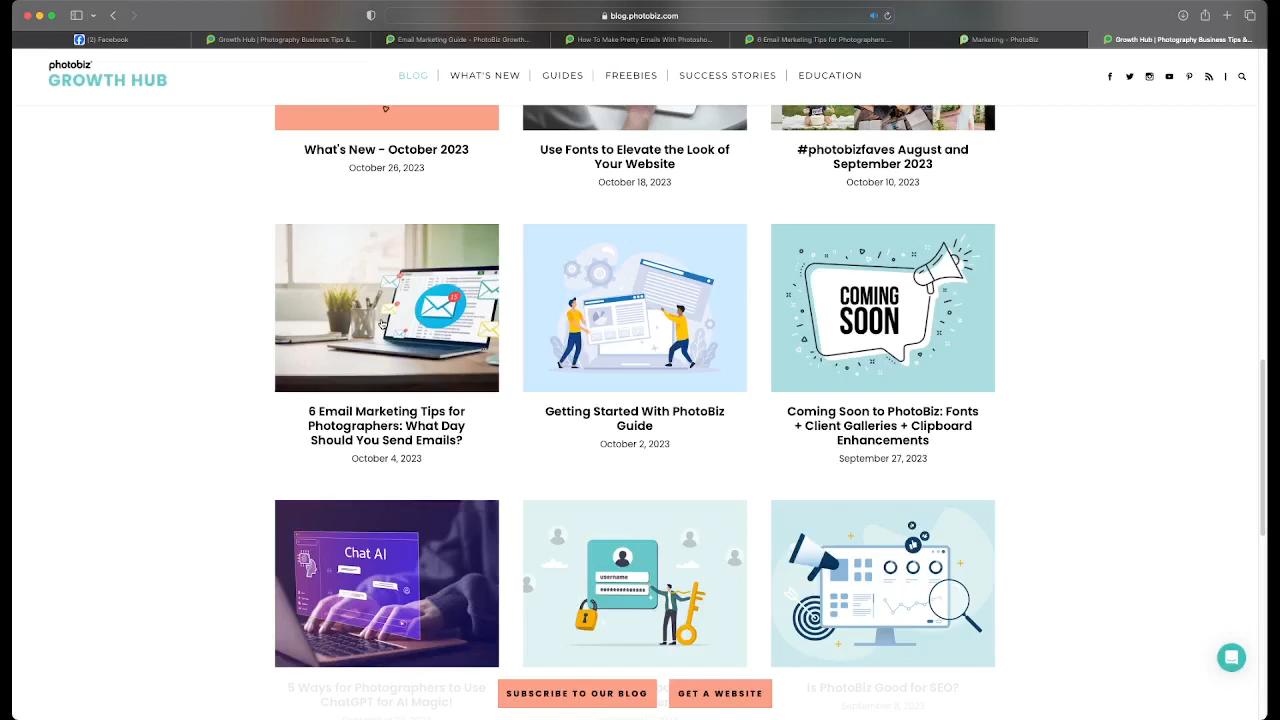 blog.photobiz.com
(2) Facebook
Growth Hub | Photography Business Tips &...
Email Marketing Guide - PhotoBiz Growth...
How To Make Pretty Emails With Photosho...
6 Email Marketing Tips for Photographers:...
Marketing - PhotoBiz
Growth Hub | Photography Business Tips &...
photobiz
GROWTH HUB
BLOG
WHAT'S NEW
GUIDES
FREEBIES
SUCCESS STORIES
EDUCATION
What's New - October 2023
October 26, 2023
Use Fonts to Elevate the Look of
Your Website
October 18, 2023
#photobizfaves August and
September 2023
October 10, 2023
15
COMING
SOON
6 Email Marketing Tips for
Photographers: What Day
Should You Send Emails?
October 4, 2023
Getting Started With PhotoBiz
Guide
October 2, 2023
Coming Soon to PhotoBiz: Fonts
+ Client Galleries + Clipboard
Enhancements
September 27, 2023
Chat AI
username
5 Ways for Photographers to Use
ChatGPT for AI Magic!
SUBSCRIBE TO OUR BLOG
GET A WEBSITE
Is PhotoBiz Good for SEO?
September 8, 2023